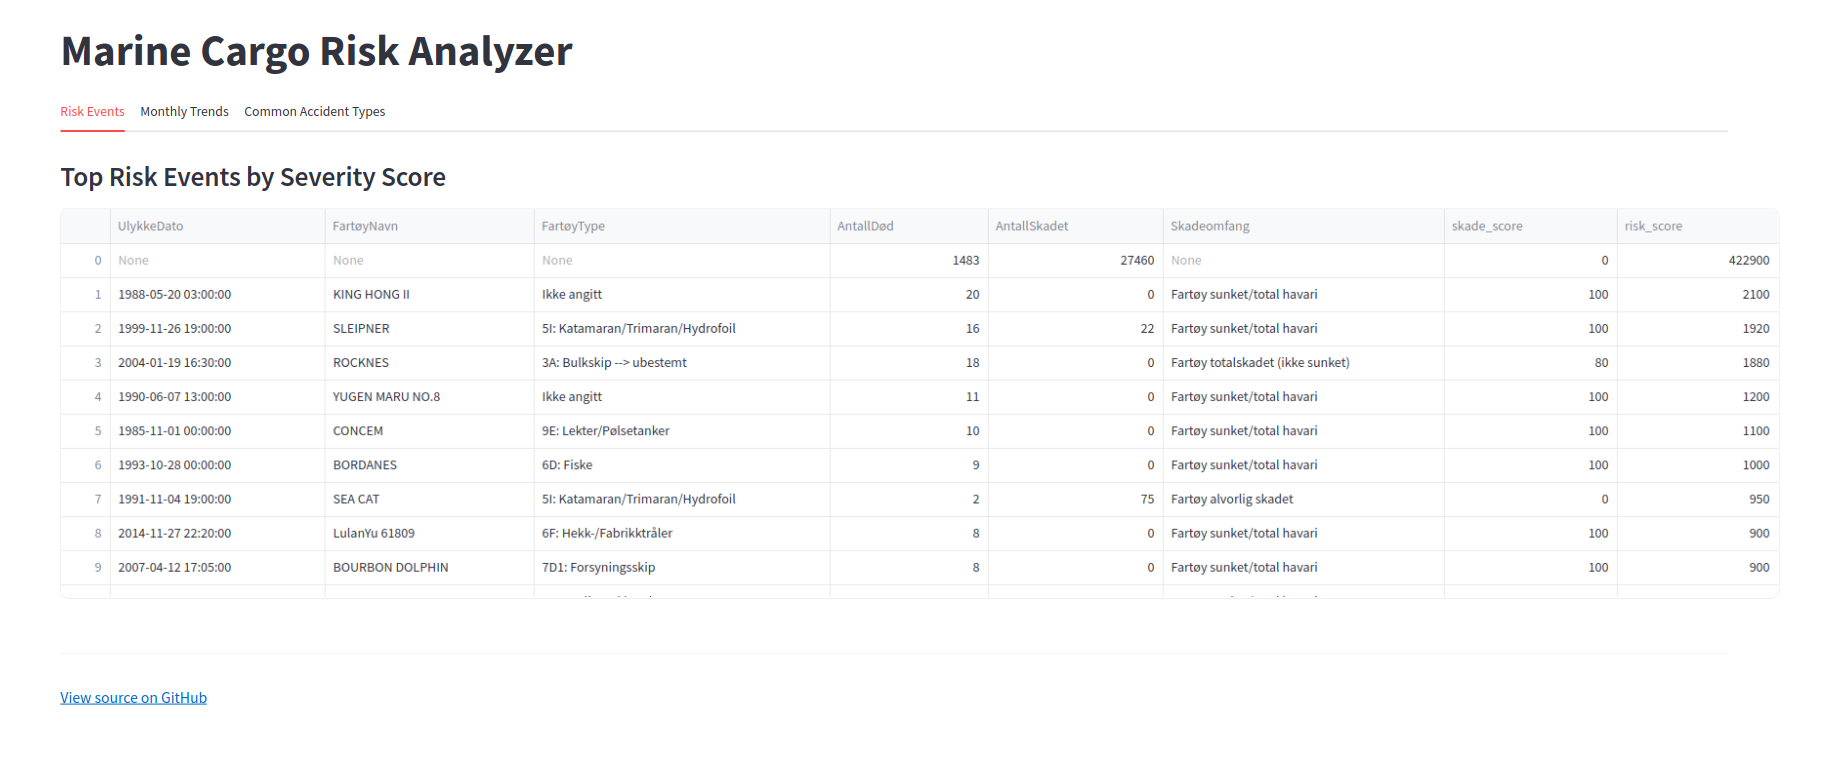 Marine Cargo Risk Analyzer
Risk Events Monthly Trends Common Accident Types
Top Risk Events by Severity Score
UlykkeDato FartøyNavn FartøyType AntallDød AntallSkadet Skadeomfang skade_score risk_score
0 None None None 1483 27460 None 0 422900
1 1988-05-20 03:00:00 KING HONG II Ikke angitt 20 0 Fartøy sunket/total havari 100 2100
2 1999-11-26 19:00:00 SLEIPNER 5I: Katamaran/Trimaran/Hydrofoil 16 22 Fartøy sunket/total havari 100 1920
3 2004-01-19 16:30:00 ROCKNES 3A: Bulkskip --> ubestemt 18 0 Fartøy totalskadet (ikke sunket) 80 1880
4 1990-06-07 13:00:00 YUGEN MARU NO.8 Ikke angitt 11 0 Fartøy sunket/total havari 100 1200
5 1985-11-01 00:00:00 CONCEM 9E: Lekter/Pølsetanker 10 0 Fartøy sunket/total havari 100 1100
6 1993-10-28 00:00:00 BORDANES 6D: Fiske 9 0 Fartøy sunket/total havari 100 1000
7 1991-11-04 19:00:00 SEA CAT 5I: Katamaran/Trimaran/Hydrofoil 2 75 Fartøy alvorlig skadet 0 950
8 2014-11-27 22:20:00 LulanYu 61809 6F: Hekk-/Fabrikktråler 8 0 Fartøy sunket/total havari 100 900
9 2007-04-12 17:05:00 BOURBON DOLPHIN 7D1: Forsyningsskip 8 0 Fartøy sunket/total havari 100 900
View source on GitHub